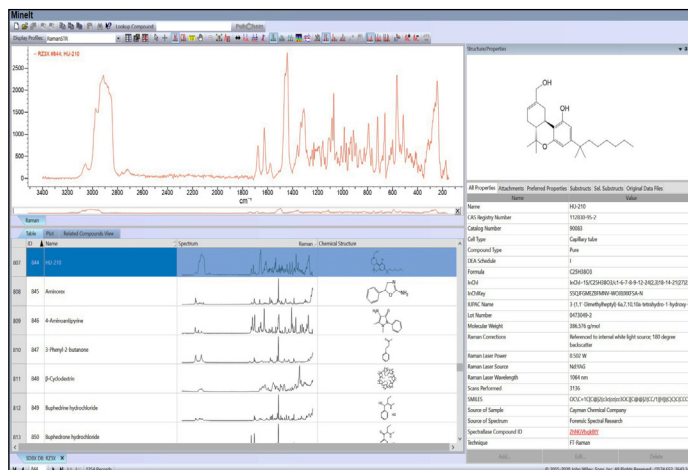 MineIt
Lookup Compound:
PubChem
Display Profiles: RamanSTR
RZ3X #844: HU-210
2500
2000
1500
1000
500
0
3400 3200 3000 2800 2600 2400 2200 2000 1800 1600 1400 1200 1000 800 600 400 200
cm⁻¹
Raman
Table Plot Related Compounds View
ID Name Spectrum Raman Chemical Structure
807 844 HU-210
808 845 Aminorex
809 846 4-Aminoantipyrine
810 847 3-Phenyl-2-butanone
811 848 β-Cyclodextrin
812 849 Buphedrine hydrochloride
813 850 Buphedrone hydrochloride
Structure/Properties
OH
OH
O
All Properties Attachments Preferred Properties Substructs Sel. Substructs Original Data Files
Name Value
Name HU-210
CAS Registry Number 112830-95-2
Catalog Number 90083
Cell Type Capillary tube
Compound Type Pure
DEA Schedule I
Formula C25H38O3
InChI
InChIKey
IUPAC Name
Lot Number 0473049-2
Molecular Weight 386.576 g/mol
Raman Corrections Referenced to internal white light source; 180 degree
backscatter
Raman Laser Power 0.502 W
Raman Laser Source Nd:YAG
Raman Laser Wavelength 1064 nm
Scans Performed 3136
SMILES
Source of Sample Cayman Chemical Company
Source of Spectrum Forensic Spectral Research
SpectraBase Compound ID
Technique FT-Raman
Add... Edit... Delete